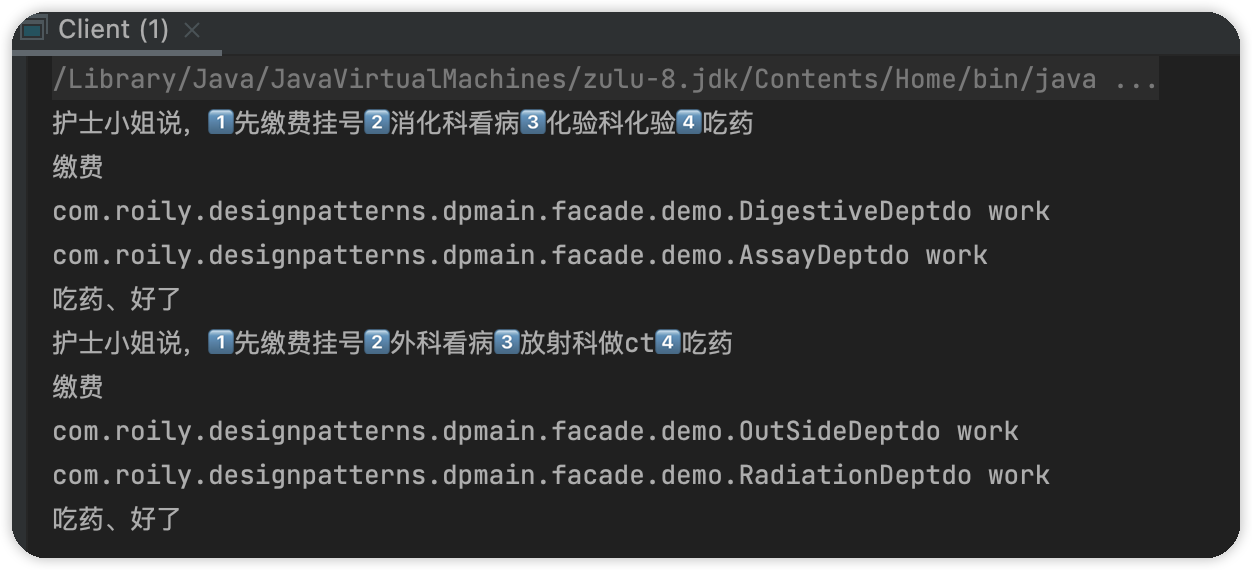 Client (1)
/Library/Java/JavaVirtualMachines/zulu-8.jdk/Contents/Home/bin/java ...
护士小姐说，1️⃣先缴费挂号2️⃣消化科看病3️⃣化验科化验4️⃣吃药
缴费
com.roily.designpatterns.dpmain.facade.demo.DigestiveDeptdo work
com.roily.designpatterns.dpmain.facade.demo.AssayDeptdo work
吃药、好了
护士小姐说，1️⃣先缴费挂号2️⃣外科看病3️⃣放射科做ct4️⃣吃药
缴费
com.roily.designpatterns.dpmain.facade.demo.OutSideDeptdo work
com.roily.designpatterns.dpmain.facade.demo.RadiationDeptdo work
吃药、好了